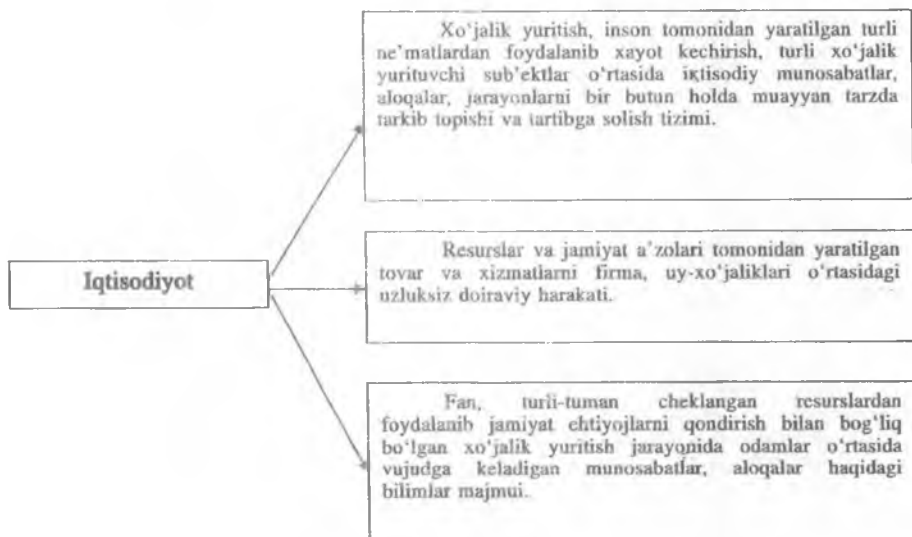 Xo‘jalik yuritish, inson tomonidan yaratilgan turli
ne’matlardan foydalanib xayot kechirish, turli xo‘jalik
yurituvchi sub’ektlar o‘rtasida iқtisodiy munosabatlar,
aloqalar, jarayonlarni bir butun holda muayyan tarzda
tarkib topishi va tartibga solish tizimi.
Iqtisodiyot
Resurslar va jamiyat a’zolari tomonidan yaratilgan
tovar va xizmatlarni firma, uy-xo‘jaliklari o‘rtasidagi
uzluksiz doiraviy harakati.
Fan, turli-tuman cheklangan resurslardan
foydalanib jamiyat ehtiyojlarni qondirish bilan bog‘liq
bo‘lgan xo‘jalik yuritish jarayonida odamlar o‘rtasida
vujudga keladigan munosabatlar, aloqalar haqidagi
bilimlar majmui.